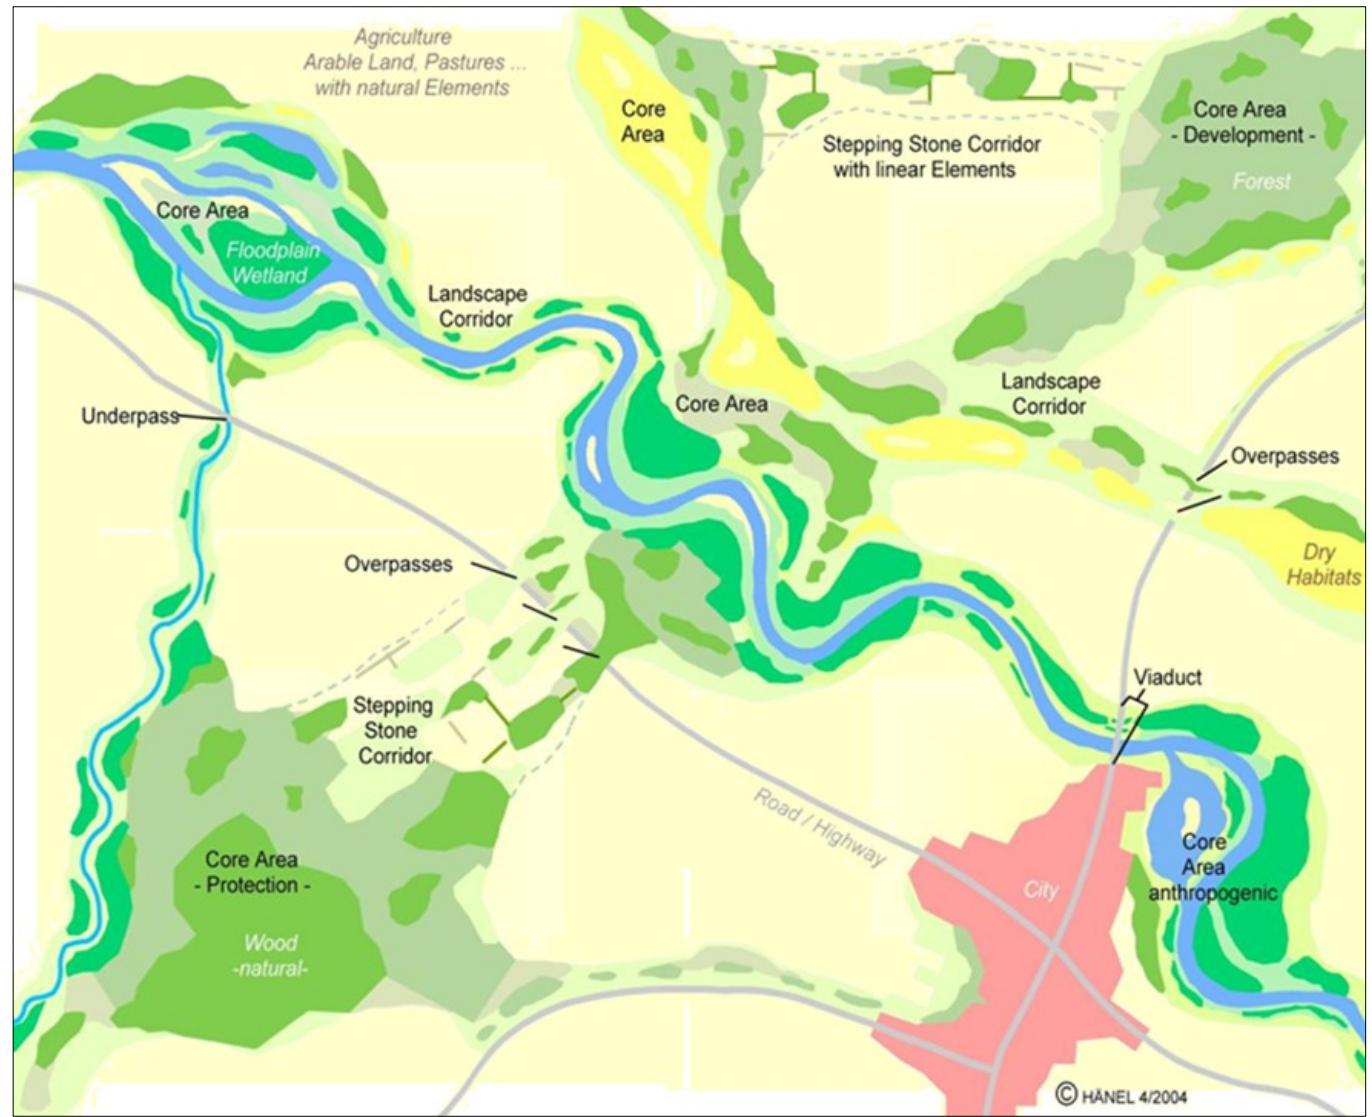 Agriculture
Arable Land, Pastures ...
with natural Elements
Core
Area
Stepping Stone Corridor
with linear Elements
Core Area
- Development -
Forest
Core Area
Floodplain
Wetland
Landscape
Corridor
Underpass
Core Area
Landscape
Corridor
Overpasses
Dry
Habitats
Overpasses
Stepping
Stone
Corridor
Viaduct
Road / Highway
Core Area
- Protection -
Wood
-natural-
City
Core
Area
anthropogenic
© HÄNEL 4/2004